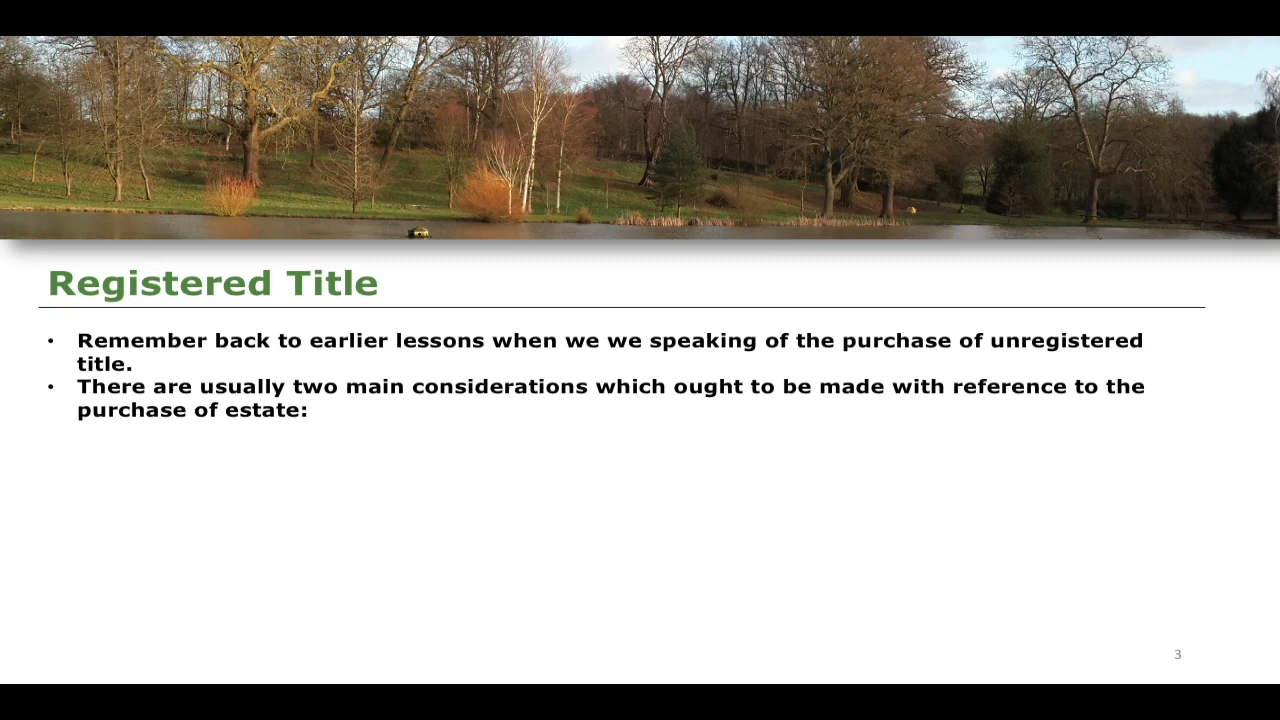 Registered Title
• Remember back to earlier lessons when we we speaking of the purchase of unregistered
title.
• There are usually two main considerations which ought to be made with reference to the
purchase of estate:
3